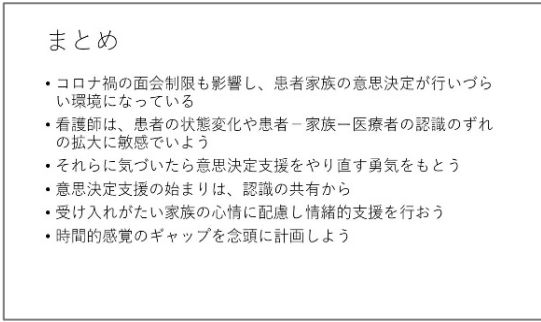 まとめ
• コロナ禍の面会制限も影響し、患者家族の意思決定が行いづら
い環境になっている
• 看護師は、患者の状態変化や患者－家族ー医療者の認識のずれ
の拡大に敏感でいよう
• それらに気づいたら意思決定支援をやり直す勇気をもとう
• 意思決定支援の始まりは、認識の共有から
• 受け入れがたい家族の心情に配慮し情緒的支援を行おう
• 時間的感覚のギャップを念頭に計画しよう